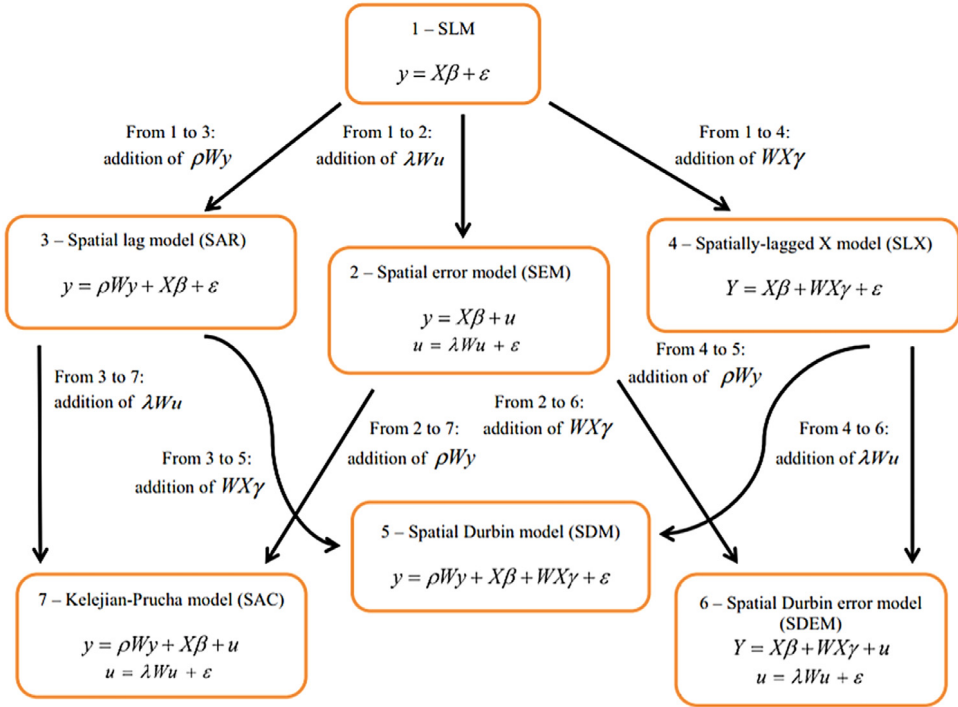 1 – SLM
y = Xβ + ε
From 1 to 3:
addition of ρWy
From 1 to 2:
addition of λWu
From 1 to 4:
addition of WXγ
3 – Spatial lag model (SAR)
y = ρWy + Xβ + ε
2 – Spatial error model (SEM)
y = Xβ + u
u = λWu + ε
4 – Spatially-lagged X model (SLX)
Y = Xβ + WXγ + ε
From 3 to 7:
addition of λWu
From 3 to 5:
addition of WXγ
From 2 to 7:
addition of ρWy
From 2 to 6:
addition of WXγ
From 4 to 5:
addition of ρWy
From 4 to 6:
addition of λWu
5 – Spatial Durbin model (SDM)
y = ρWy + Xβ + WXγ + ε
7 – Kelejian-Prucha model (SAC)
y = ρWy + Xβ + u
u = λWu + ε
6 – Spatial Durbin error model
(SDEM)
Y = Xβ + WXγ + u
u = λWu + ε